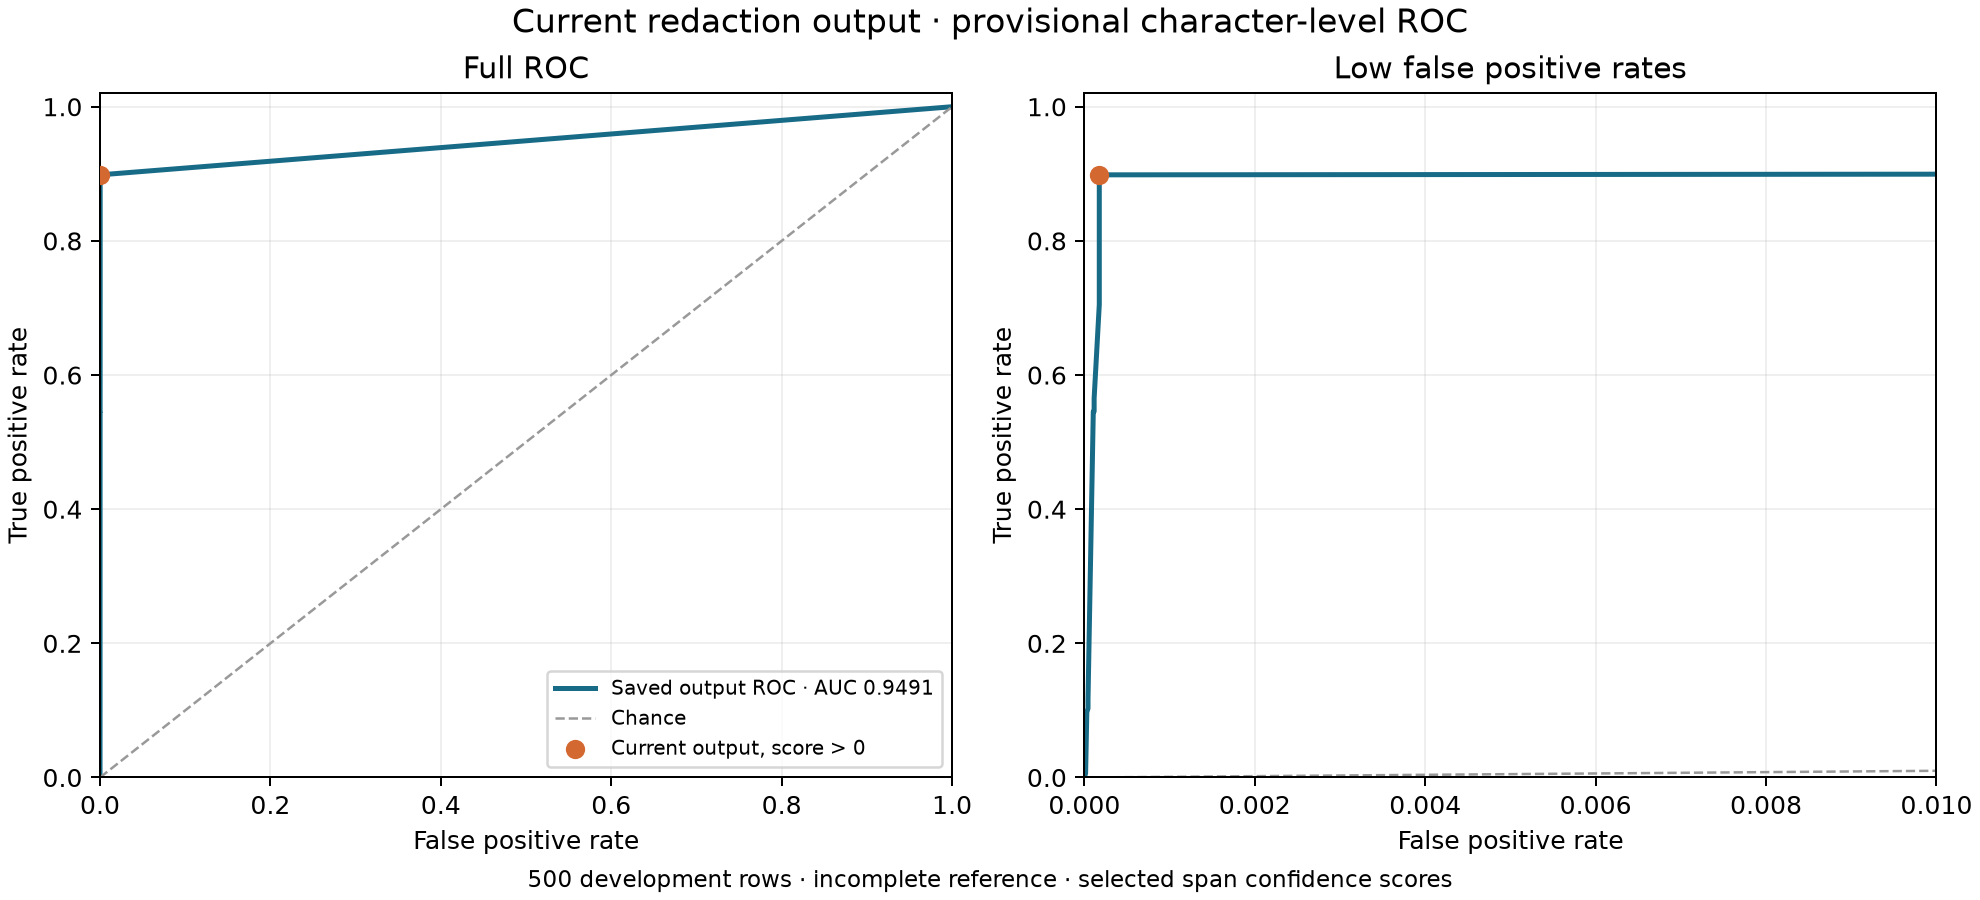 Current redaction output · provisional character-level ROC
Full ROC
1.0
0.8
0.6
0.4
0.2
0.0
True positive rate
Saved output ROC · AUC 0.9491
Chance
Current output, score > 0
0.0 0.2 0.4 0.6 0.8 1.0
False positive rate
Low false positive rates
1.0
0.8
0.6
0.4
0.2
0.0
True positive rate
0.000 0.002 0.004 0.006 0.008 0.010
False positive rate
500 development rows · incomplete reference · selected span confidence scores